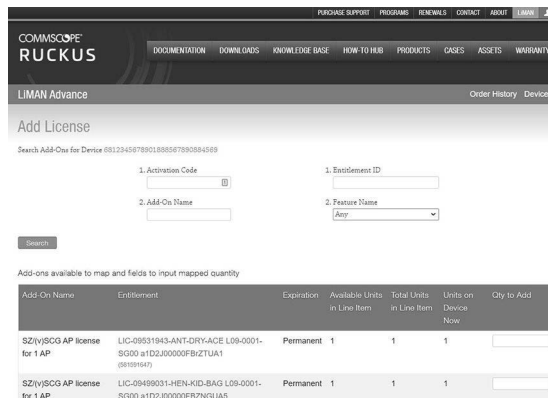 PURCHASE SUPPORT PROGRAMS RENEWALS CONTACT ABOUT LiMAN
COMMSCOPE
RUCKUS
DOCUMENTATION DOWNLOADS KNOWLEDGE BASE HOW-TO HUB PRODUCTS CASES ASSETS WARRANTY
LiMAN Advance Order History Device
Add License
Search Add-Ons for Device 681234567890188856789088456​9
1. Activation Code 1. Entitlement ID
2. Add-On Name 2. Feature Name
Any
Search
Add-ons available to map and fields to input mapped quantity
Add-On Name Entitlement Expiration Available Units Total Units Units on Qty to Add
in Line Item in Line Item Device
Now
SZ/(v)SCG AP license LIC-09531943-ANT-DRY-ACE L09-0001- Permanent 1 1 1
for 1 AP SG00 a1D2J00000FBrZTUA1
(581591647)
SZ/(v)SCG AP license LIC-09499031-HEN-KID-BAG L09-0001- Permanent 1 1 1
for 1 AP SG00 a1D2J00000FBZNGUA5